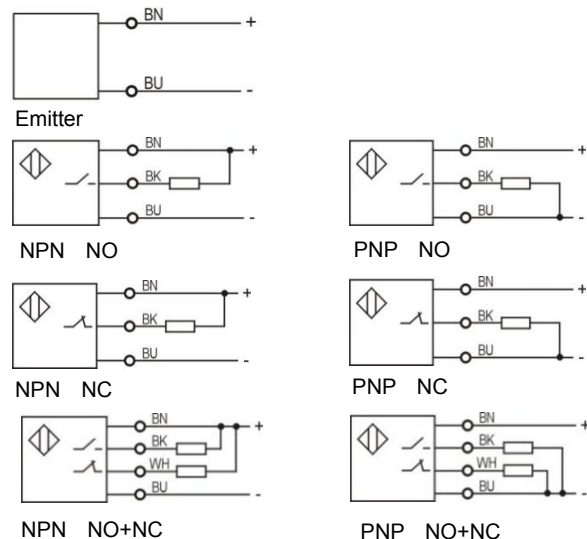 BN +
BU -
Emitter
BN +
BK
BU -
NPN NO
BN +
BK
BU -
PNP NO
BN +
BK
BU -
NPN NC
BN +
BK
BU -
PNP NC
BN +
BK
WH
BU -
NPN NO+NC
BN +
BK
WH
BU -
PNP NO+NC